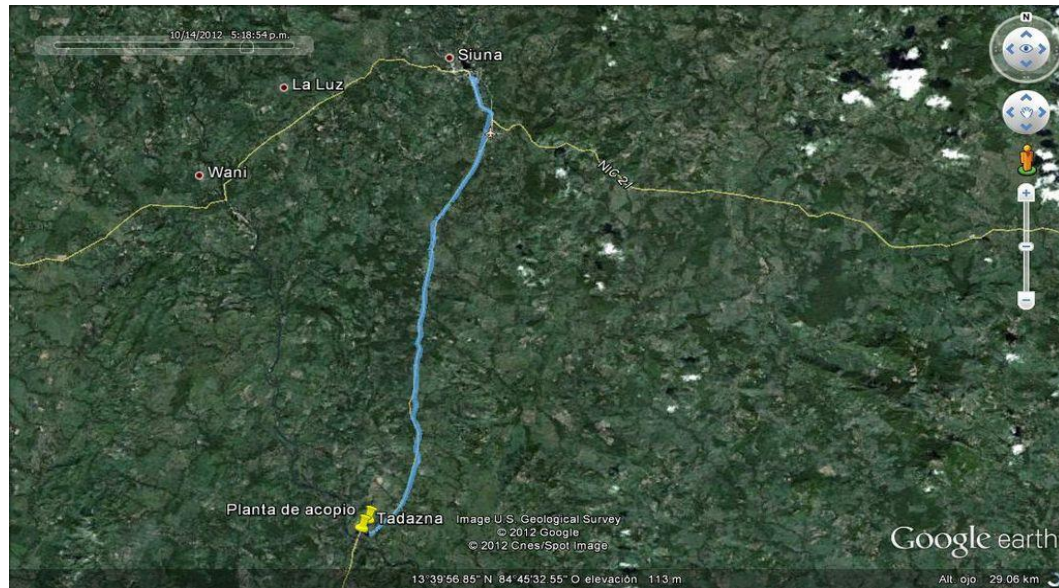 10/14/2012 5:18:54 p.m.
N
Siuna
La Luz
Wani
NIC-21
Planta de acopio
Tadazna
Image U.S. Geological Survey
© 2012 Google
© 2012 Cnes/Spot Image
Google earth
13°39'56.85" N 84°45'32.55" O elevación 113 m
Alt. ojo 29.06 km